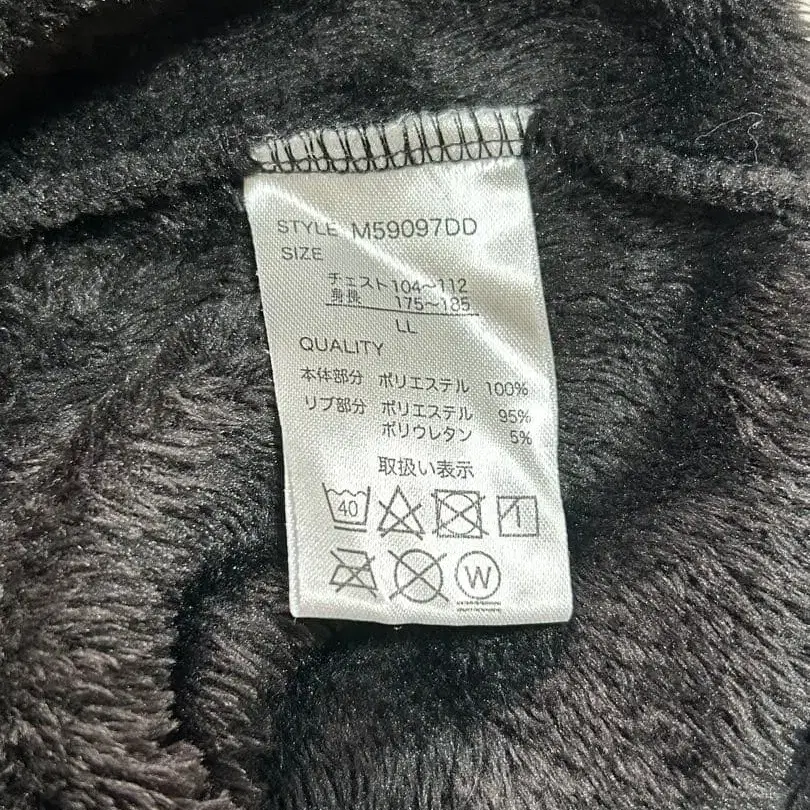 STYLE M59097DD
SIZE
チェスト 104〜112
身長 175〜185
LL
QUALITY
本体部分 ポリエステル 100%
リブ部分 ポリエステル 95%
ポリウレタン 5%
取扱い表示
40
W